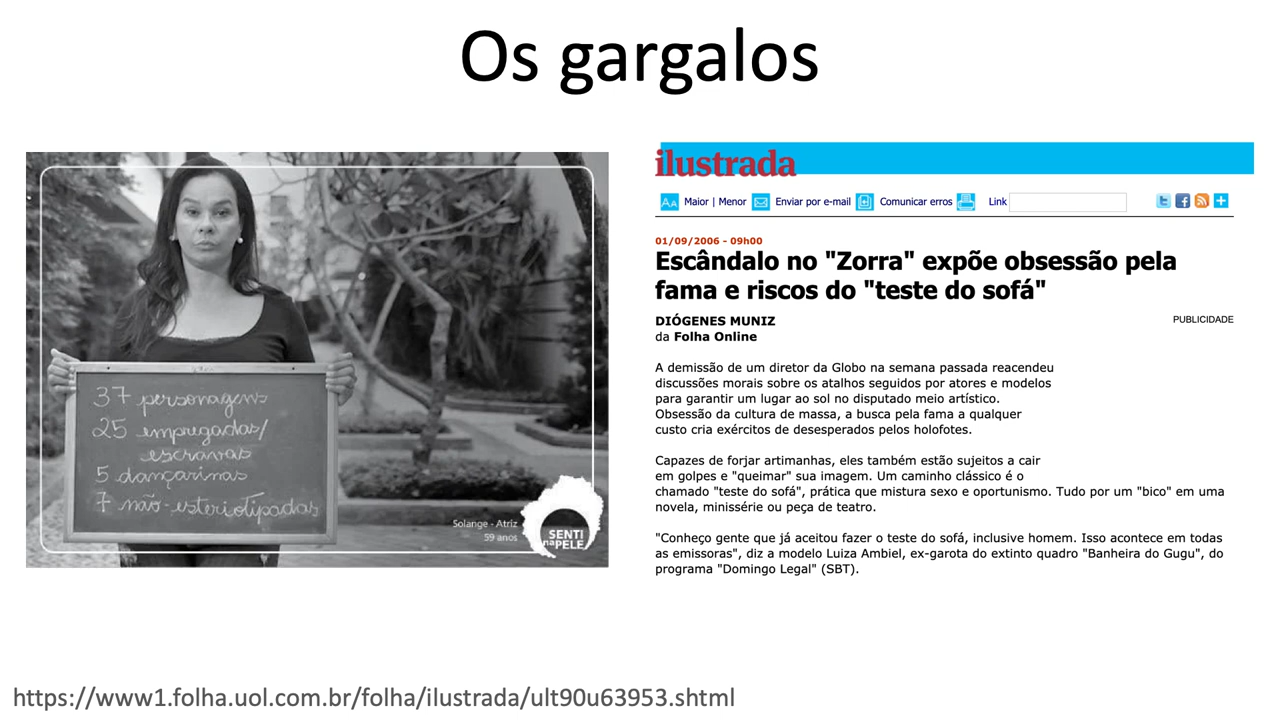 Os gargalos
37 personagens
25 empregadas/
escravas
5 dançarinas
7 não-esteriotipadas
Solange - Atriz
59 anos
SENTI
na PELE
ilustrada
Maior | Menor
Enviar por e-mail
Comunicar erros
Link
01/09/2006 - 09h00
Escândalo no "Zorra" expõe obsessão pela
fama e riscos do "teste do sofá"
DIÓGENES MUNIZ
da Folha Online
PUBLICIDADE
A demissão de um diretor da Globo na semana passada reacendeu
discussões morais sobre os atalhos seguidos por atores e modelos
para garantir um lugar ao sol no disputado meio artístico.
Obsessão da cultura de massa, a busca pela fama a qualquer
custo cria exércitos de desesperados pelos holofotes.
Capazes de forjar artimanhas, eles também estão sujeitos a cair
em golpes e "queimar" sua imagem. Um caminho clássico é o
chamado "teste do sofá", prática que mistura sexo e oportunismo. Tudo por um "bico" em uma
novela, minissérie ou peça de teatro.
"Conheço gente que já aceitou fazer o teste do sofá, inclusive homem. Isso acontece em todas
as emissoras", diz a modelo Luiza Ambiel, ex-garota do extinto quadro "Banheira do Gugu", do
programa "Domingo Legal" (SBT).
https://www1.folha.uol.com.br/folha/ilustrada/ult90u63953.shtml